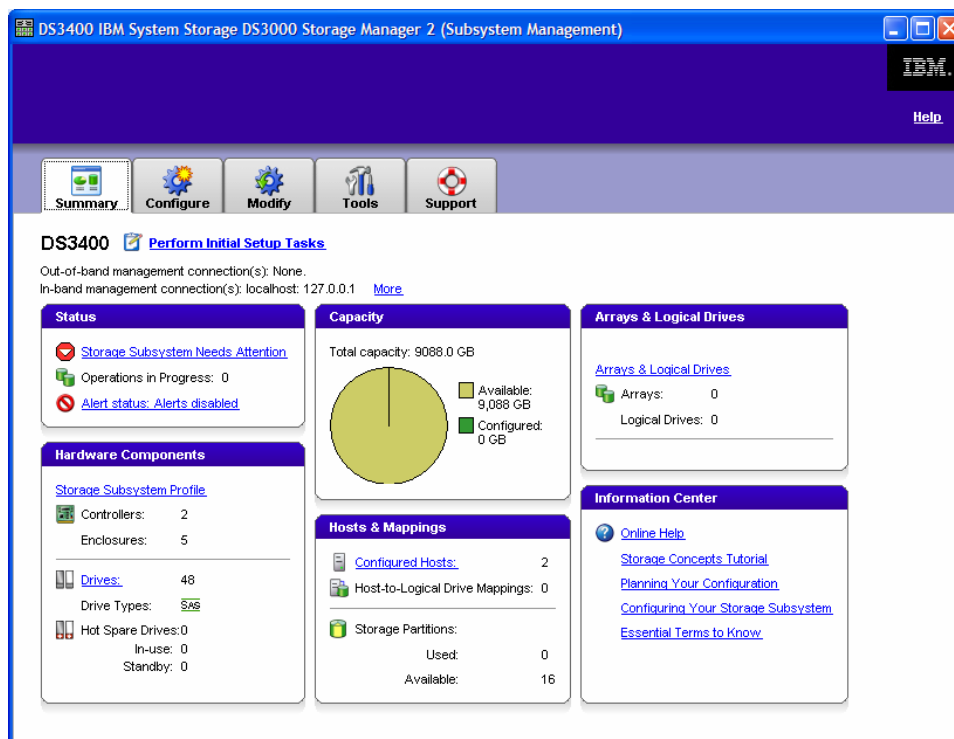 DS3400 IBM System Storage DS3000 Storage Manager 2 (Subsystem Management)
IBM.
Help
Summary
Configure
Modify
Tools
Support
DS3400 Perform Initial Setup Tasks
Out-of-band management connection(s): None.
In-band management connection(s): localhost: 127.0.0.1 More
Status
Storage Subsystem Needs Attention
Operations in Progress: 0
Alert status: Alerts disabled
Hardware Components
Storage Subsystem Profile
Controllers: 2
Enclosures: 5
Drives: 48
Drive Types: SAS
Hot Spare Drives:0
In-use: 0
Standby: 0
Capacity
Total capacity: 9088.0 GB
Available:
9,088 GB
Configured:
0 GB
Hosts & Mappings
Configured Hosts: 2
Host-to-Logical Drive Mappings: 0
Storage Partitions:
Used: 0
Available: 16
Arrays & Logical Drives
Arrays & Logical Drives
Arrays: 0
Logical Drives: 0
Information Center
Online Help
Storage Concepts Tutorial
Planning Your Configuration
Configuring Your Storage Subsystem
Essential Terms to Know